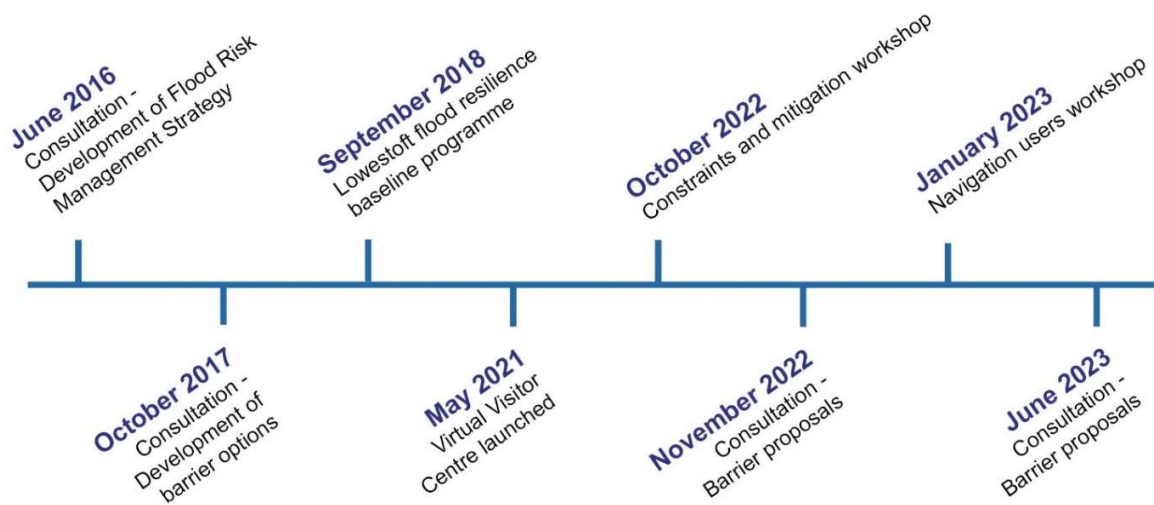 June 2016
Consultation -
Development of Flood Risk
Management Strategy
October 2017
Consultation -
Development of
barrier options
September 2018
Lowestoft flood resilience
baseline programme
May 2021
Virtual Visitor
Centre launched
October 2022
Constraints and mitigation workshop
November 2022
Consultation -
Barrier proposals
January 2023
Navigation users workshop
June 2023
Consultation -
Barrier proposals